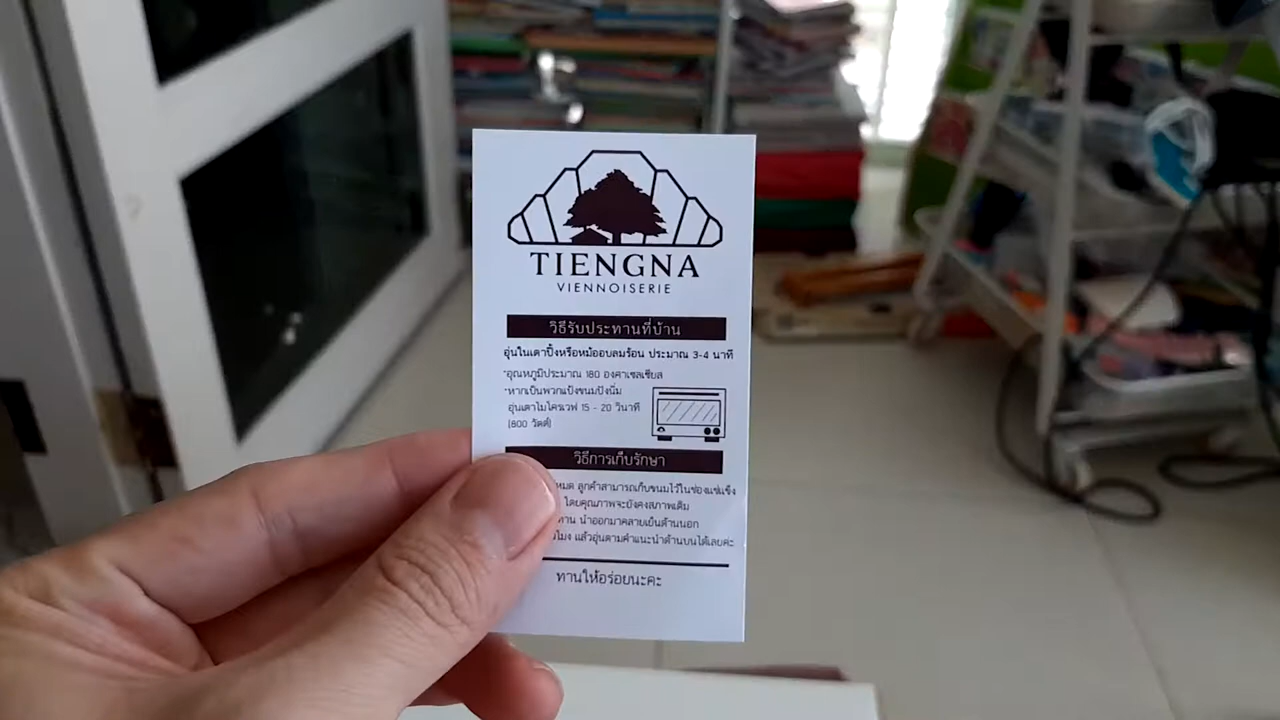 TIENGNA
VIENNOISERIE
วิธีรับประทานที่บ้าน
อุ่นในเตาปิ้งหรือหม้ออบลมร้อน ประมาณ 3-4 นาที
*อุณหภูมิประมาณ 180 องศาเซลเซียส
*หากเป็นพวกแป้งขนมปังนิ่ม
อุ่นเตาไมโครเวฟ 15 - 20 วินาที
(800 วัตต์)
วิธีการเก็บรักษา
หมด ลูกค้าสามารถเก็บขนมไว้ในช่องแช่แข็ง
โดยคุณภาพจะยังคงสภาพเดิม
ทาน นำออกมาคลายเย็นด้านนอก
แล้วอุ่นตามคำแนะนำด้านบนได้เลยค่ะ
ทานให้อร่อยนะคะ